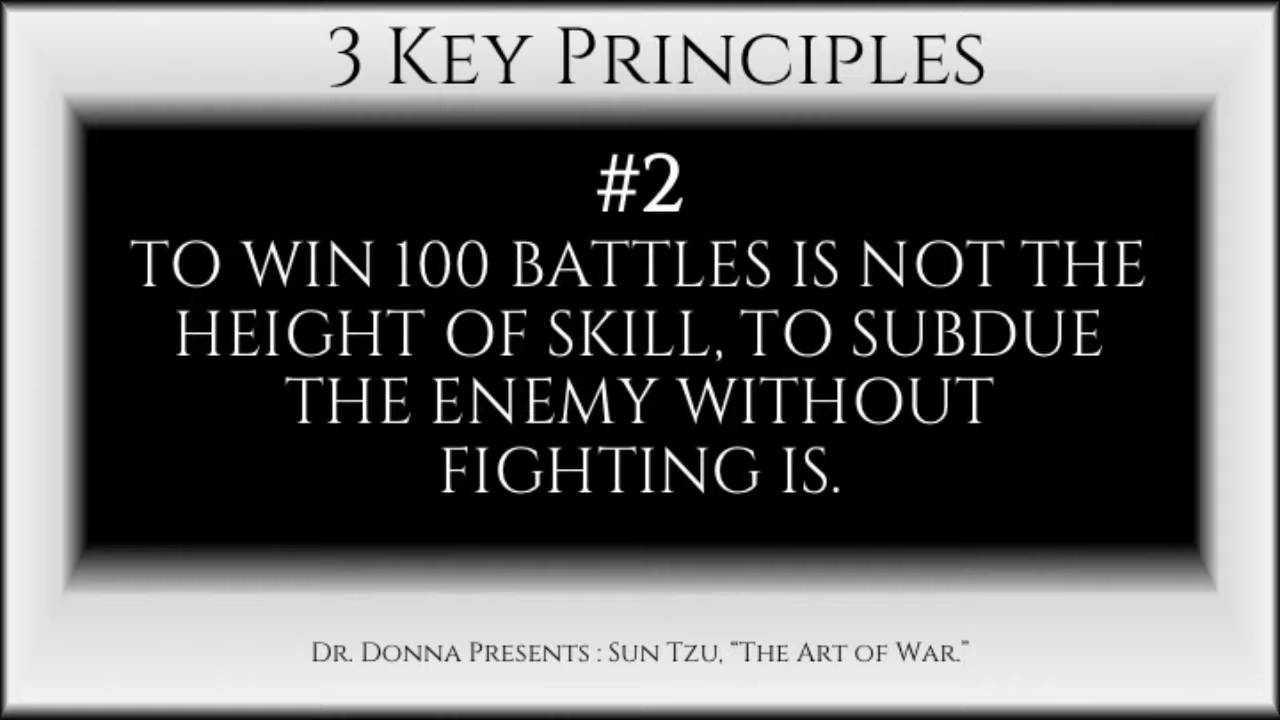 3 Key Principles
#2
TO WIN 100 BATTLES IS NOT THE
HEIGHT OF SKILL, TO SUBDUE
THE ENEMY WITHOUT
FIGHTING IS.
Dr. Donna Presents : Sun Tzu, “The Art of War.”